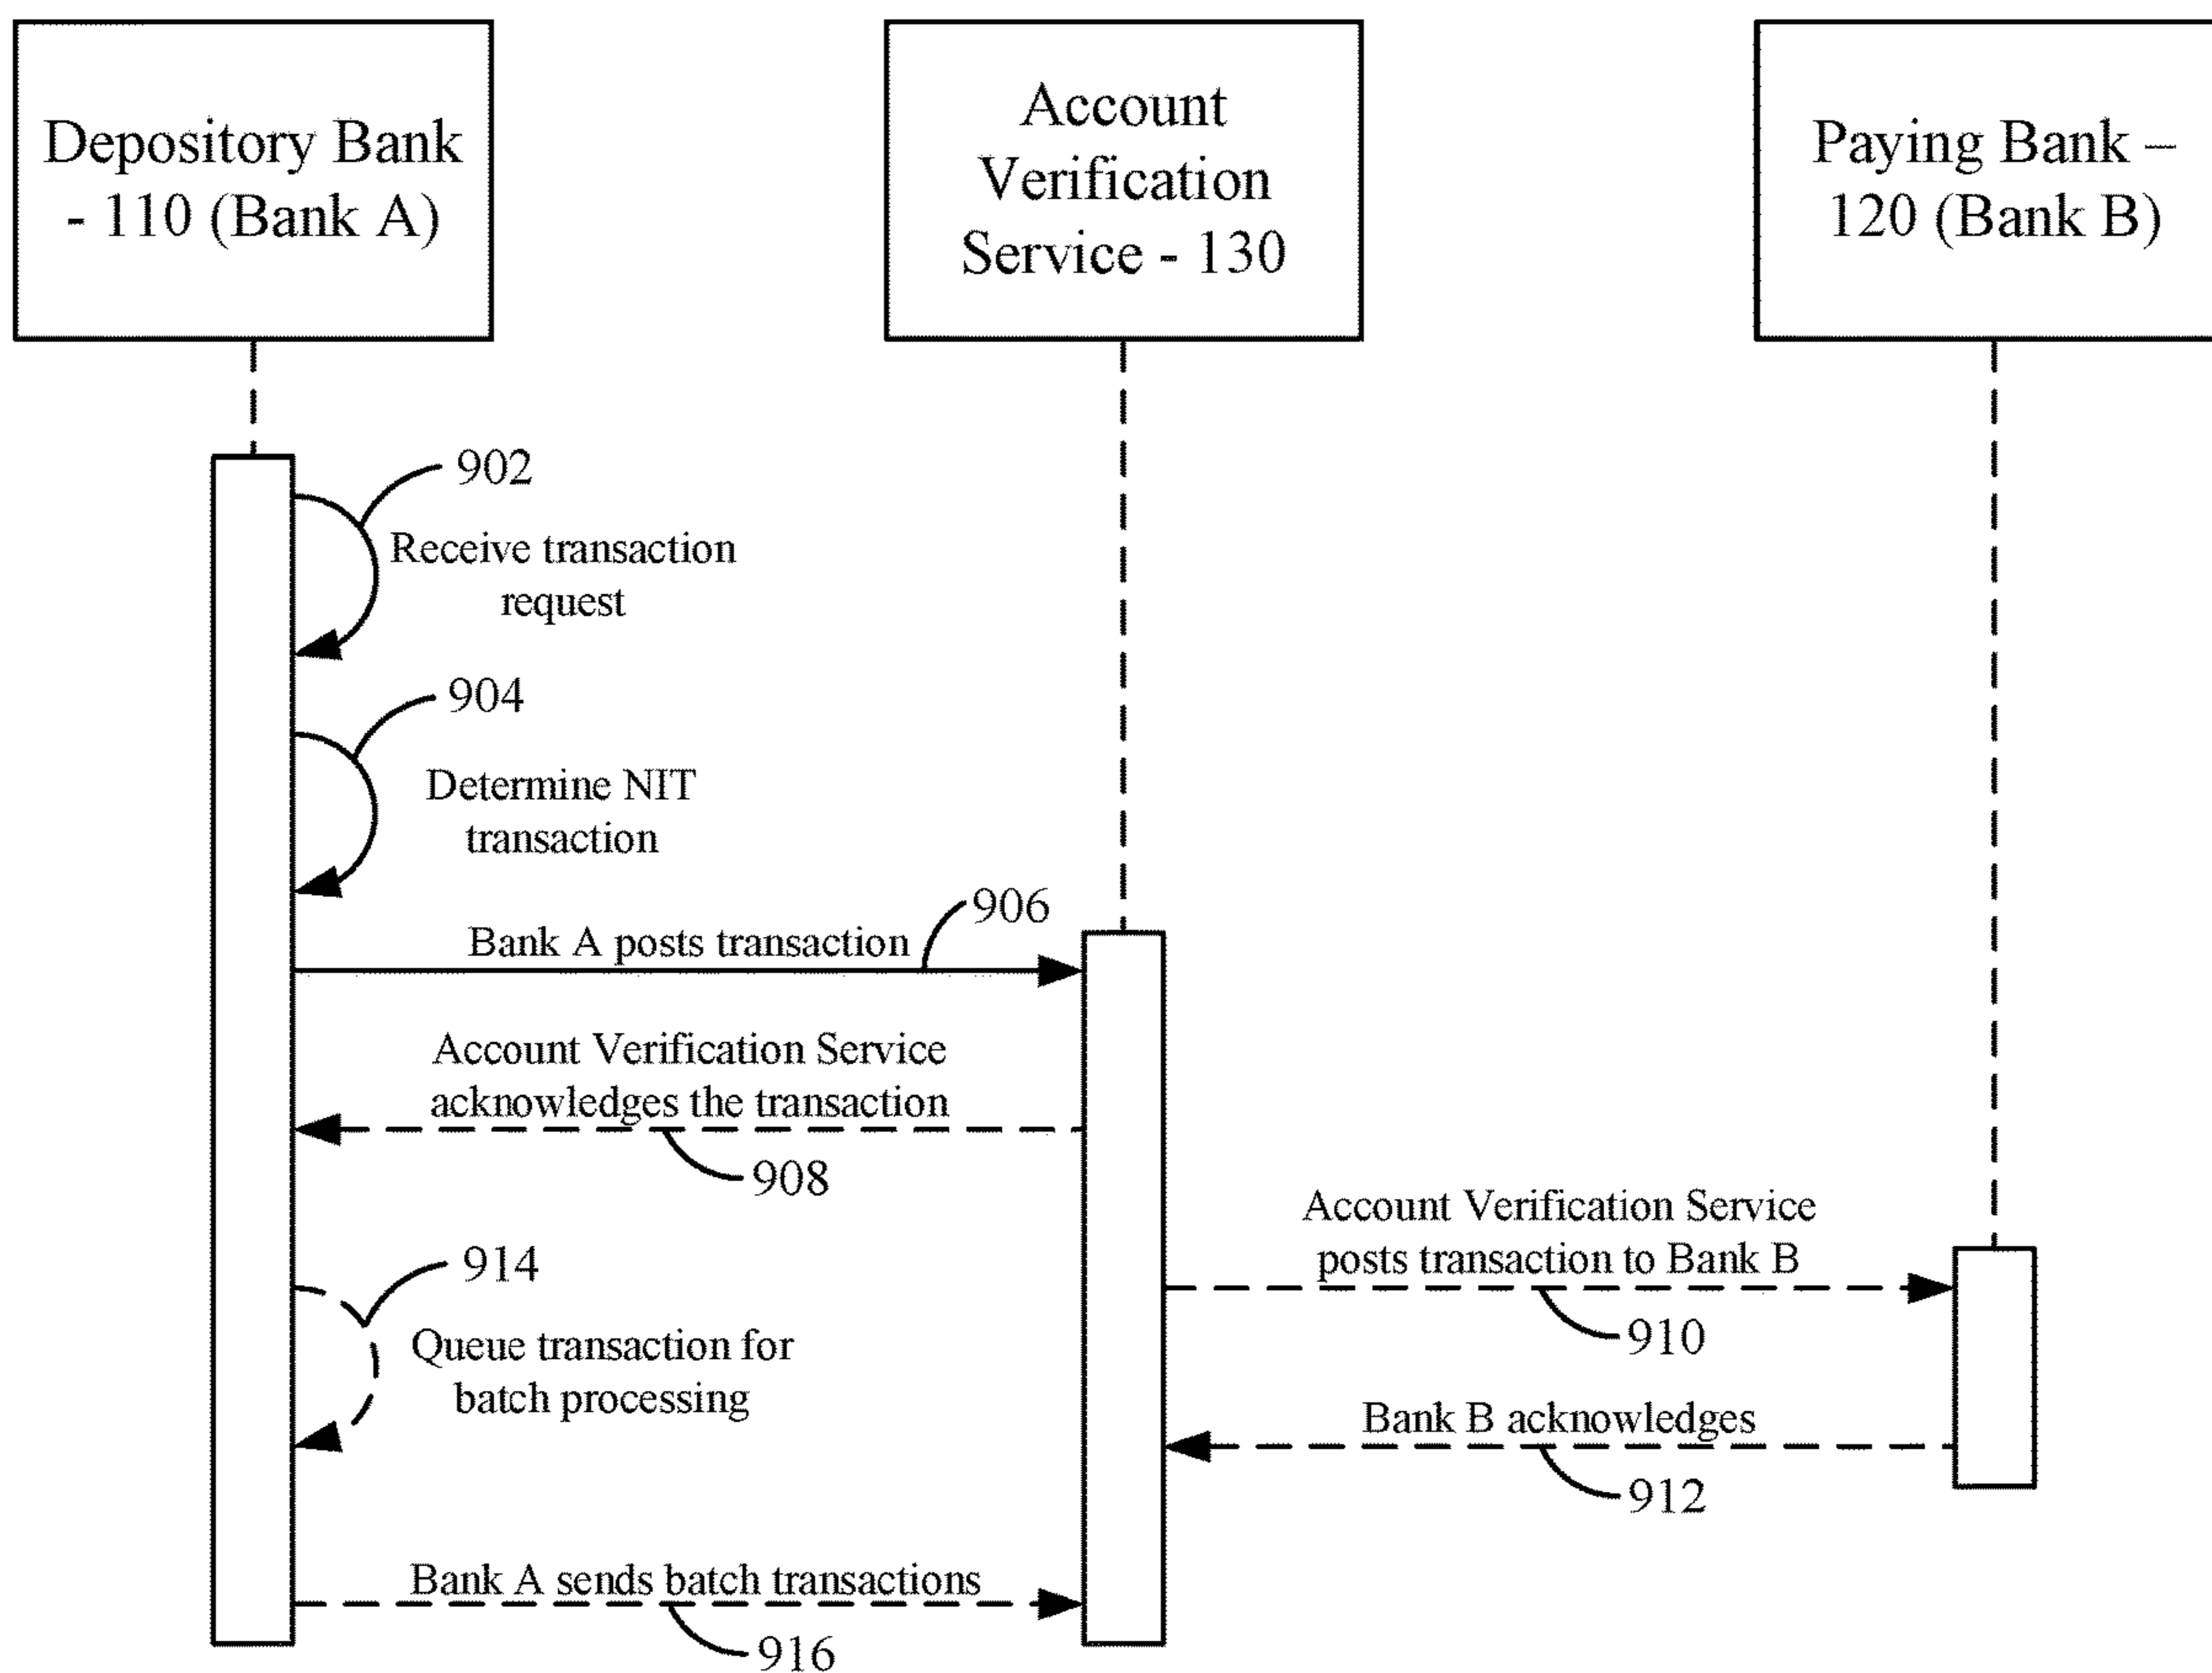 Depository Bank
- 110 (Bank A)
Account
Verification
Service - 130
Paying Bank –
120 (Bank B)
902
Receive transaction
request
904
Determine NIT
transaction
906
Bank A posts transaction
Account Verification Service
acknowledges the transaction
908
Account Verification Service
posts transaction to Bank B
910
914
Queue transaction for
batch processing
Bank B acknowledges
912
Bank A sends batch transactions
916